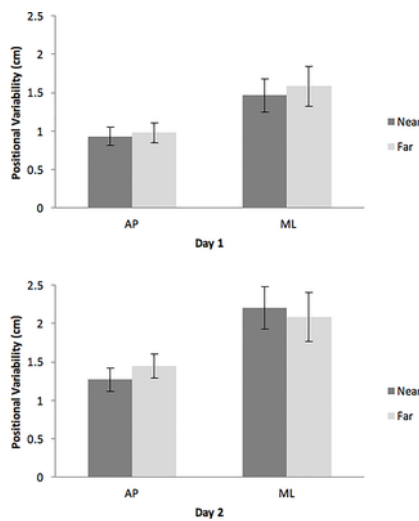 2.5
2
1.5
1
0.5
0
Positional Variability (cm)
AP
ML
Day 1
Near
Far
2.5
2
1.5
1
0.5
0
Positional Variability (cm)
AP
ML
Day 2
Near
Far